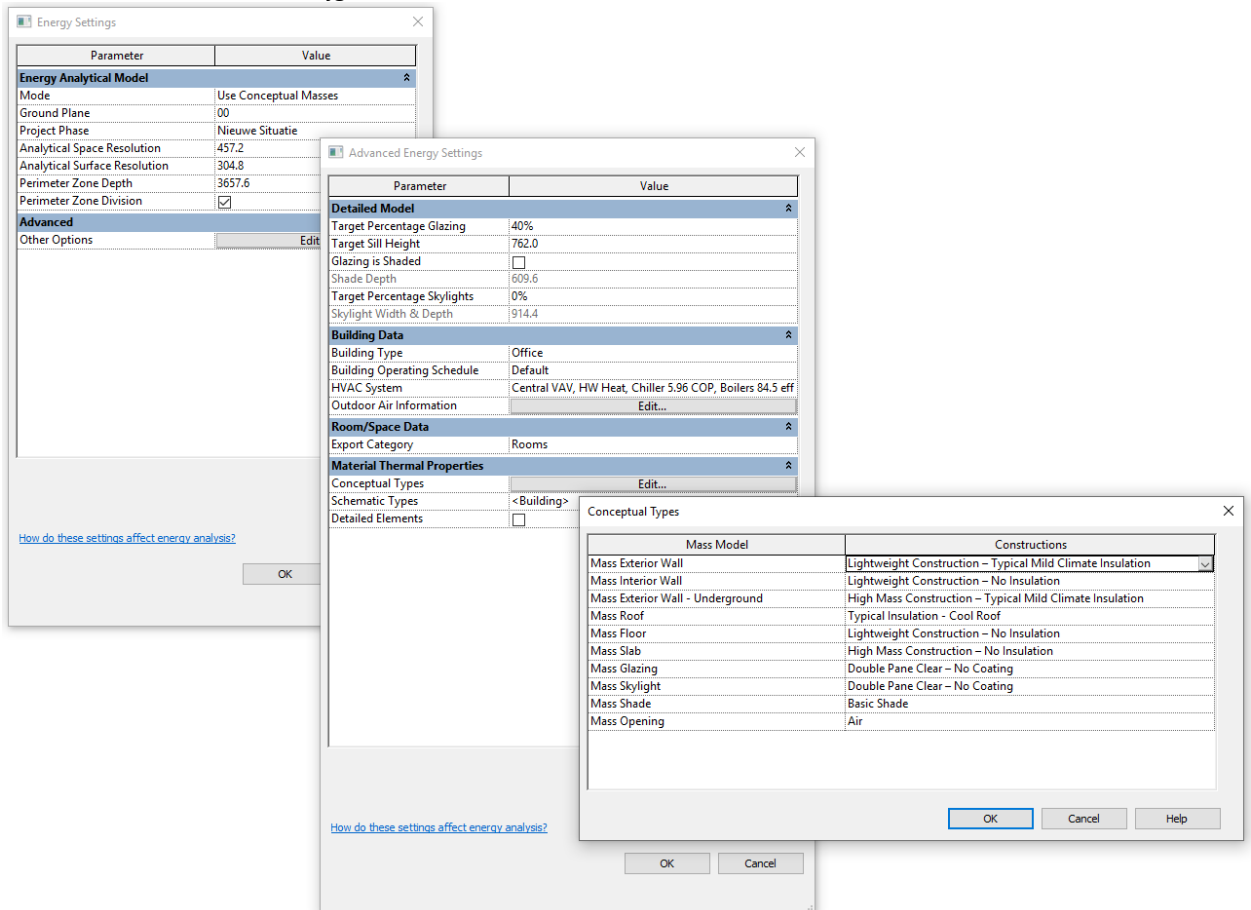 Energy Settings
Parameter Value
Energy Analytical Model
Mode Use Conceptual Masses
Ground Plane 00
Project Phase Nieuwe Situatie
Analytical Space Resolution 457.2
Analytical Surface Resolution 304.8
Perimeter Zone Depth 3657.6
Perimeter Zone Division
Advanced
Other Options Edit
How do these settings affect energy analysis?
OK
Advanced Energy Settings
Parameter Value
Detailed Model
Target Percentage Glazing 40%
Target Sill Height 762.0
Glazing is Shaded
Shade Depth 609.6
Target Percentage Skylights 0%
Skylight Width & Depth 914.4
Building Data
Building Type Office
Building Operating Schedule Default
HVAC System Central VAV, HW Heat, Chiller 5.96 COP, Boilers 84.5 eff
Outdoor Air Information Edit...
Room/Space Data
Export Category Rooms
Material Thermal Properties
Conceptual Types Edit...
Schematic Types <Building>
Detailed Elements
How do these settings affect energy analysis?
OK Cancel
Conceptual Types
Mass Model Constructions
Mass Exterior Wall Lightweight Construction – Typical Mild Climate Insulation
Mass Interior Wall Lightweight Construction – No Insulation
Mass Exterior Wall - Underground High Mass Construction – Typical Mild Climate Insulation
Mass Roof Typical Insulation - Cool Roof
Mass Floor Lightweight Construction – No Insulation
Mass Slab High Mass Construction – No Insulation
Mass Glazing Double Pane Clear – No Coating
Mass Skylight Double Pane Clear – No Coating
Mass Shade Basic Shade
Mass Opening Air
OK Cancel Help